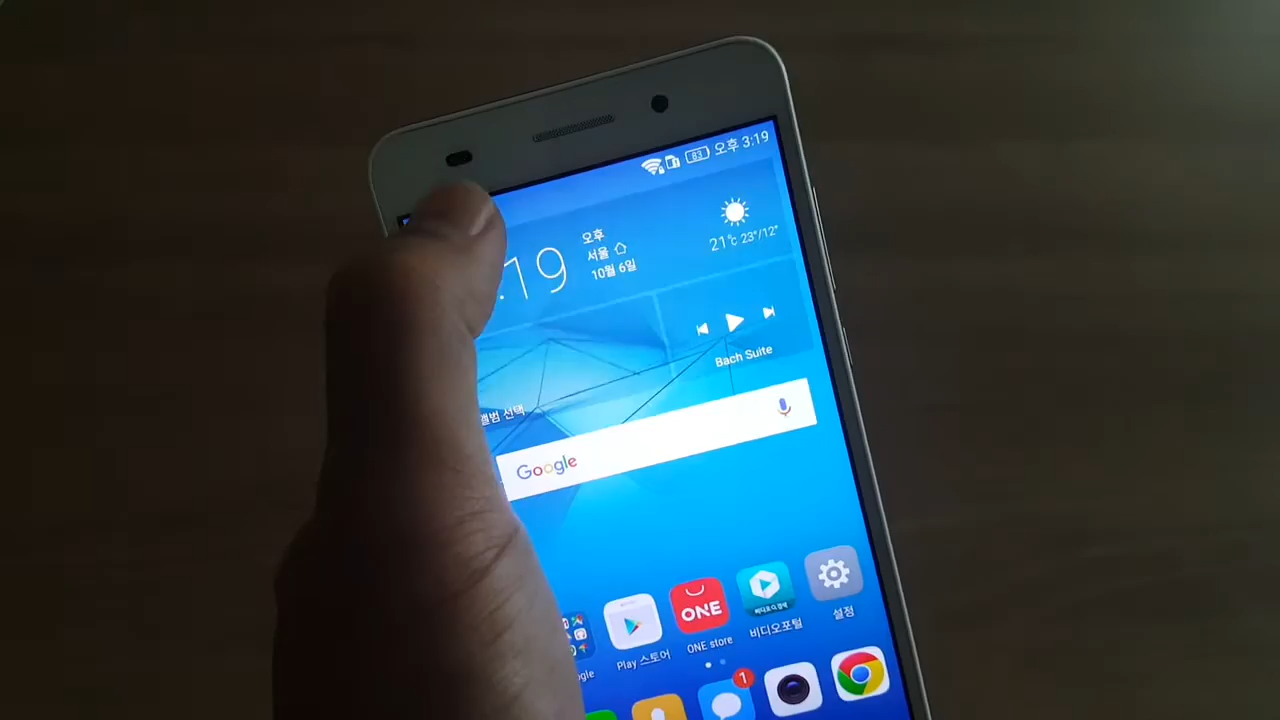 83 오후 3:19
:19
오후
서울
10월 6일
21°c 23°/12°
Bach Suite
앨범 선택
Google
ONE
Play 스토어
ONE store
비디오포털
설정
1